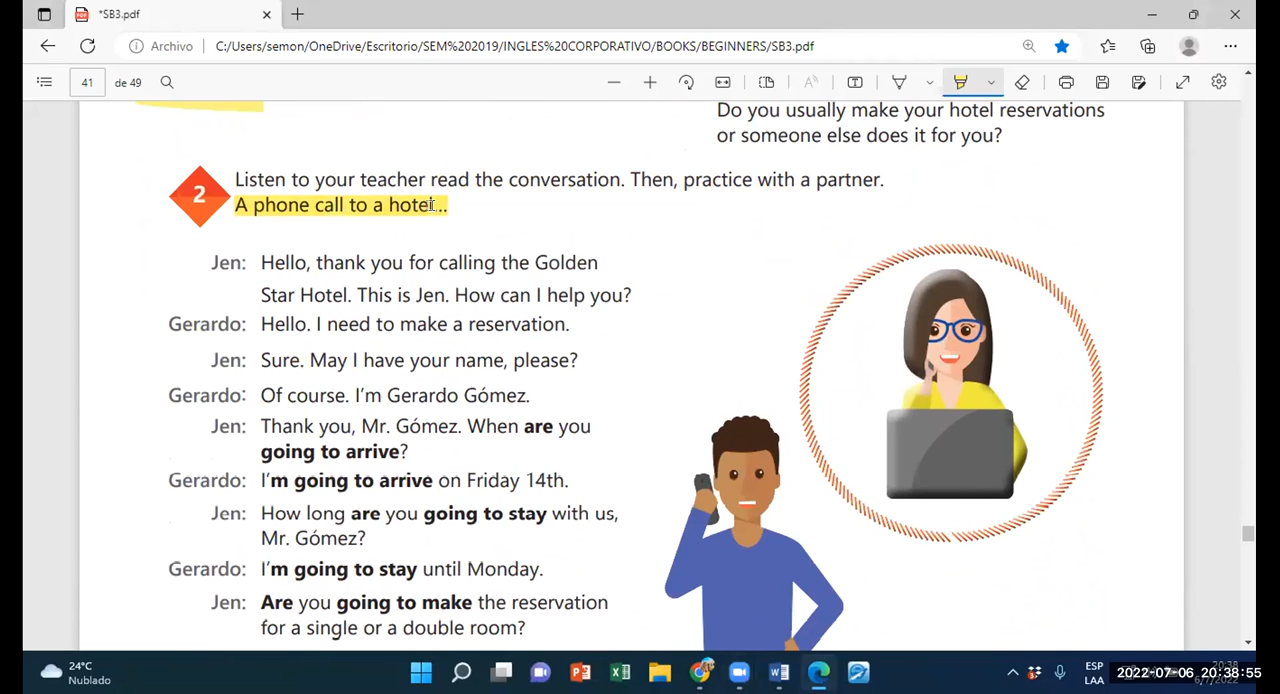 *SB3.pdf
Archivo
C:/Users/semon/OneDrive/Escritorio/SEM%202019/INGLES%20CORPORATIVO/BOOKS/BEGINNERS/SB3.pdf
41 de 49
Do you usually make your hotel reservations
or someone else does it for you?
2
Listen to your teacher read the conversation. Then, practice with a partner.
A phone call to a hotel...
Jen: Hello, thank you for calling the Golden
Star Hotel. This is Jen. How can I help you?
Gerardo: Hello. I need to make a reservation.
Jen: Sure. May I have your name, please?
Gerardo: Of course. I'm Gerardo Gómez.
Jen: Thank you, Mr. Gómez. When are you
going to arrive?
Gerardo: I'm going to arrive on Friday 14th.
Jen: How long are you going to stay with us,
Mr. Gómez?
Gerardo: I'm going to stay until Monday.
Jen: Are you going to make the reservation
for a single or a double room?
24°C
Nublado
ESP
LAA
20:38
6/7/2022
2022-07-06 20:38:55